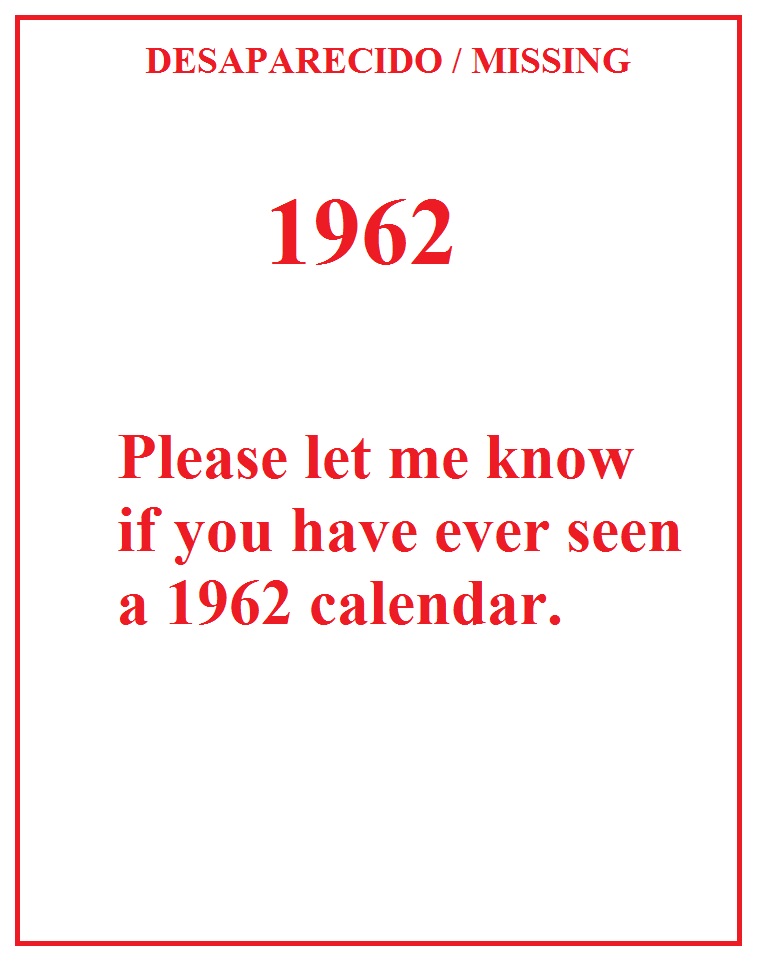 DESAPARECIDO / MISSING
1962
Please let me know
if you have ever seen
a 1962 calendar.